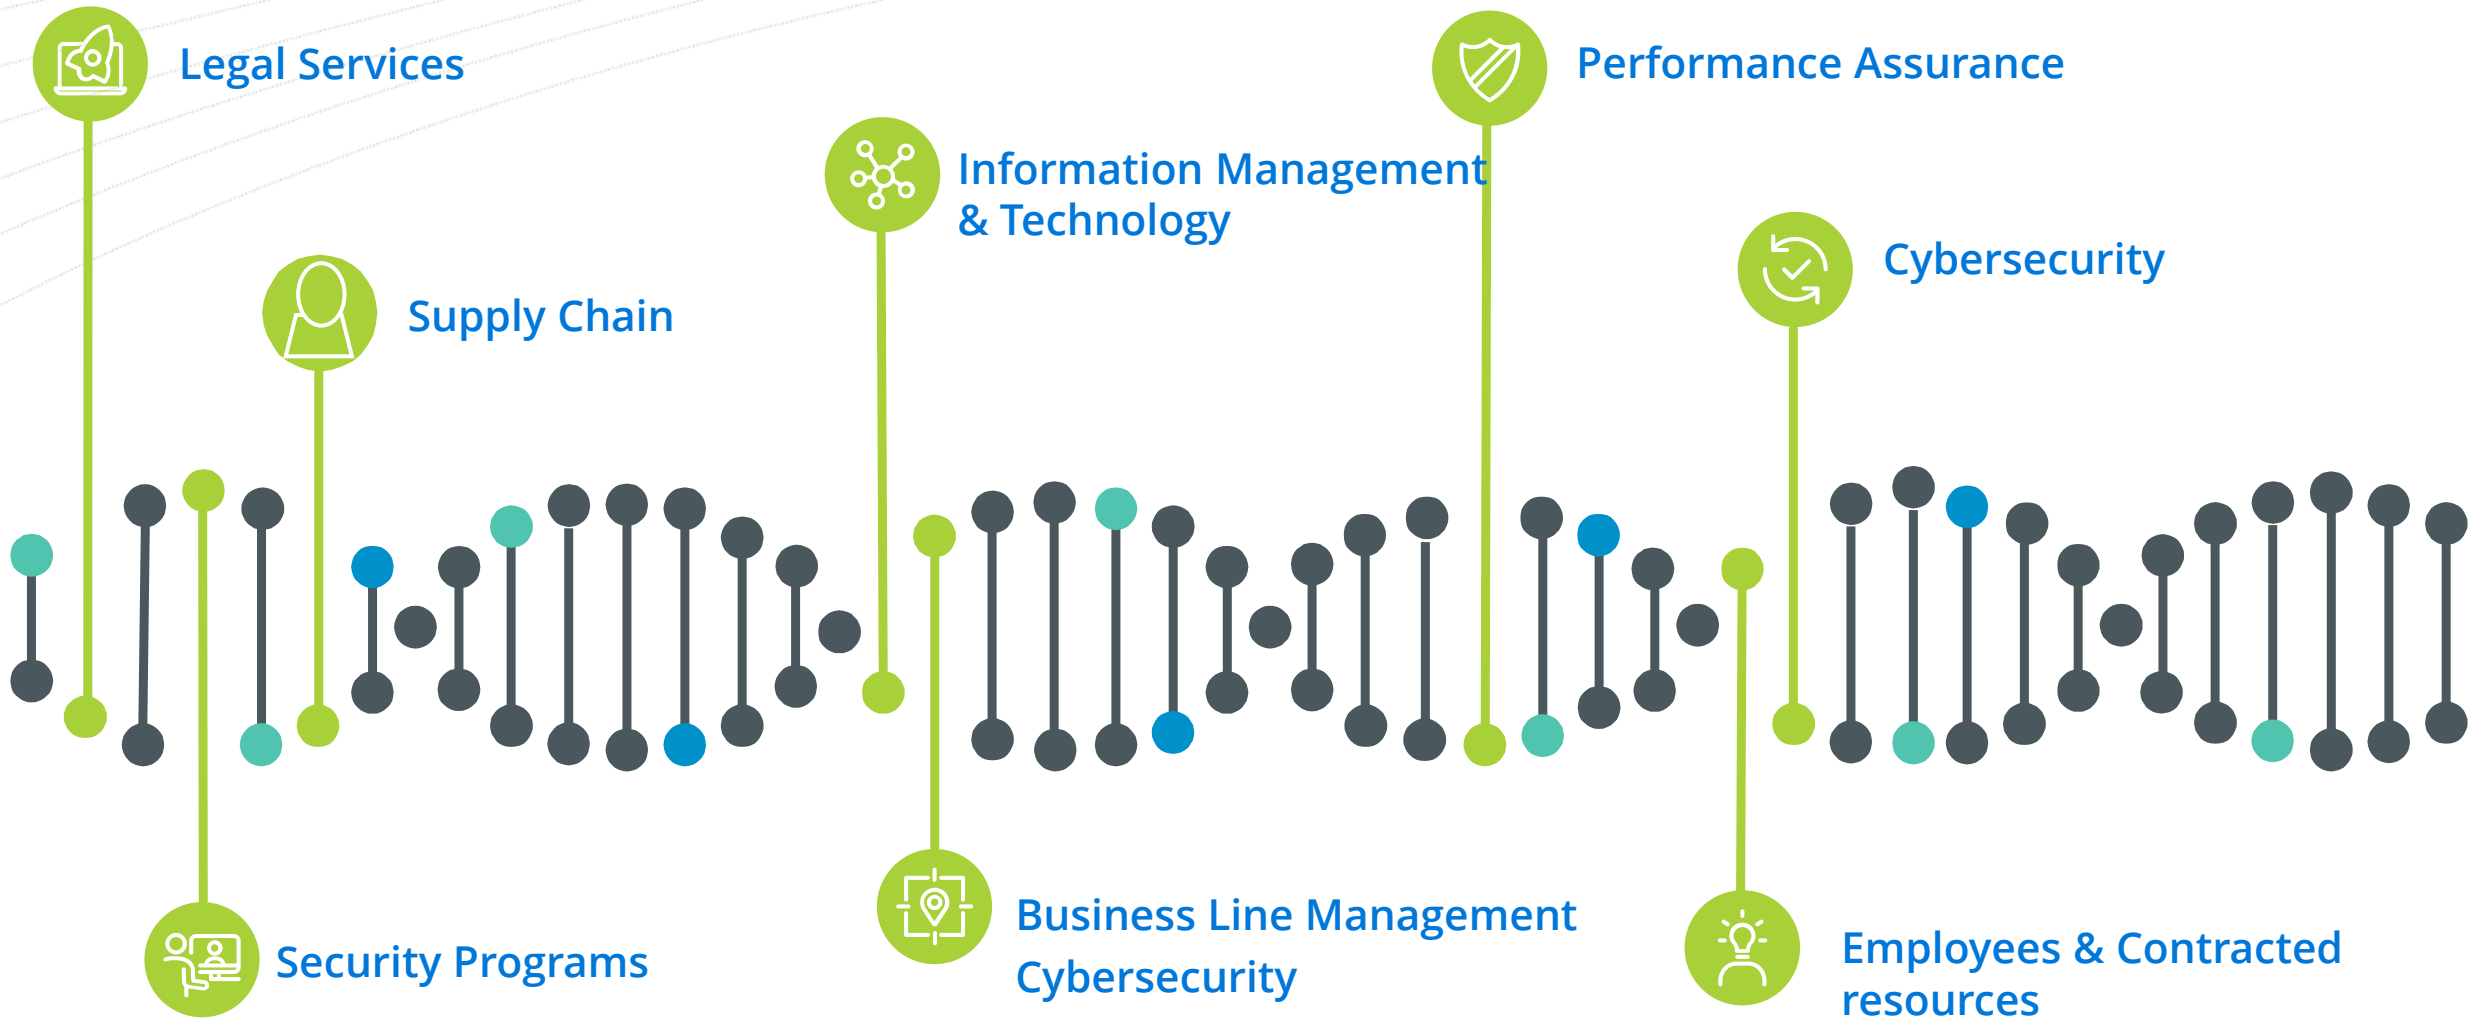 Legal Services
Performance Assurance
Information Management
& Technology
Cybersecurity
Supply Chain
Business Line Management
Cybersecurity
Security Programs
Employees & Contracted
resources